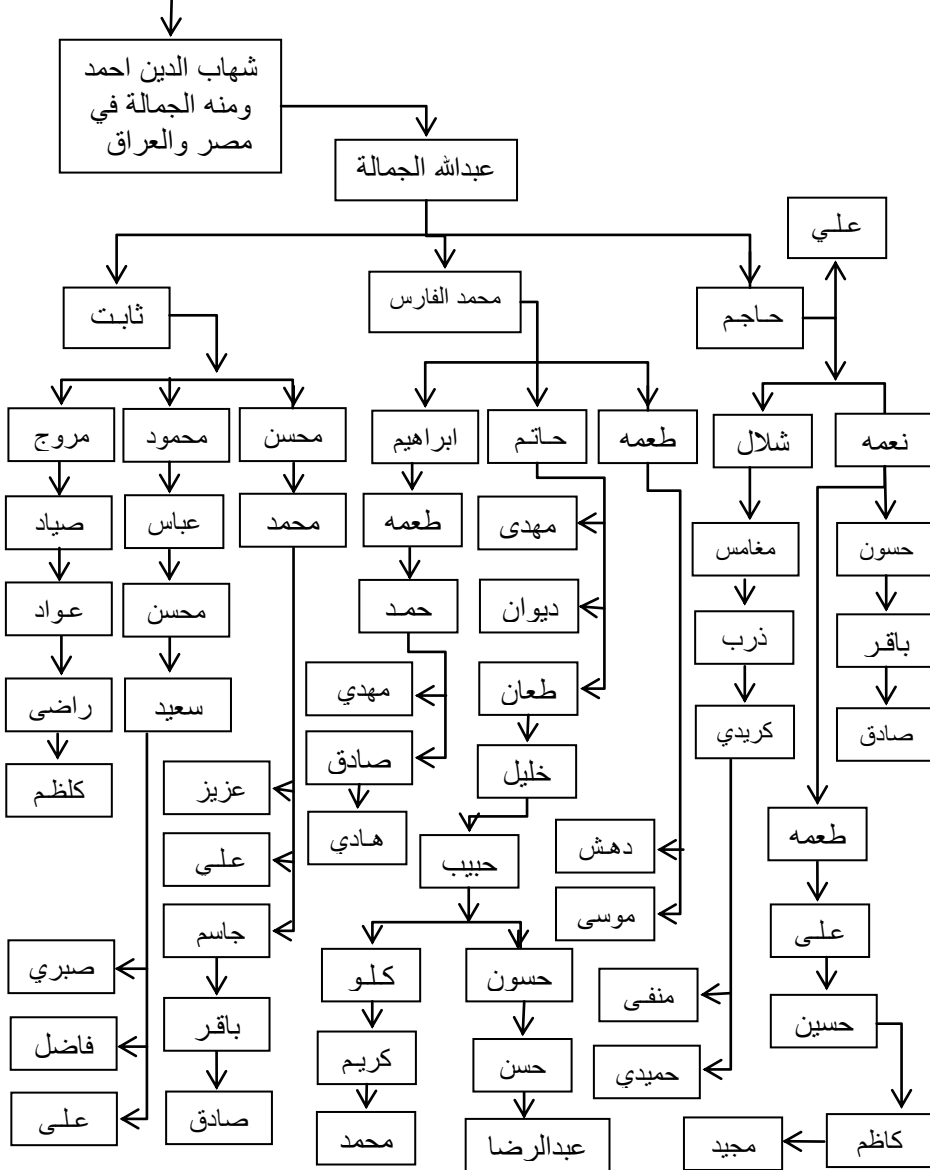 شهاب الدين احمد
ومنه الجمالة في
مصر والعراق
عبدالله الجمالة
علي
حاجم
محمد الفارس
ثابت
نعمه
شلال
طعمه
حاتم
ابراهيم
محسن
محمود
مروج
حسون
مغامس
مهدى
طعمه
محمد
عباس
صياد
باقر
ذرب
ديوان
حمد
محسن
عواد
صادق
كريدي
طعان
مهدي
سعيد
راضى
خليل
صادق
عزيز
كلظم
طعمه
دهش
حبيب
هادي
على
على
موسى
جاسم
حسين
منفى
حسون
كلو
باقر
صبري
حميدي
حسن
كريم
فاضل
كاظم
مجيد
عبدالرضا
محمد
صادق
على